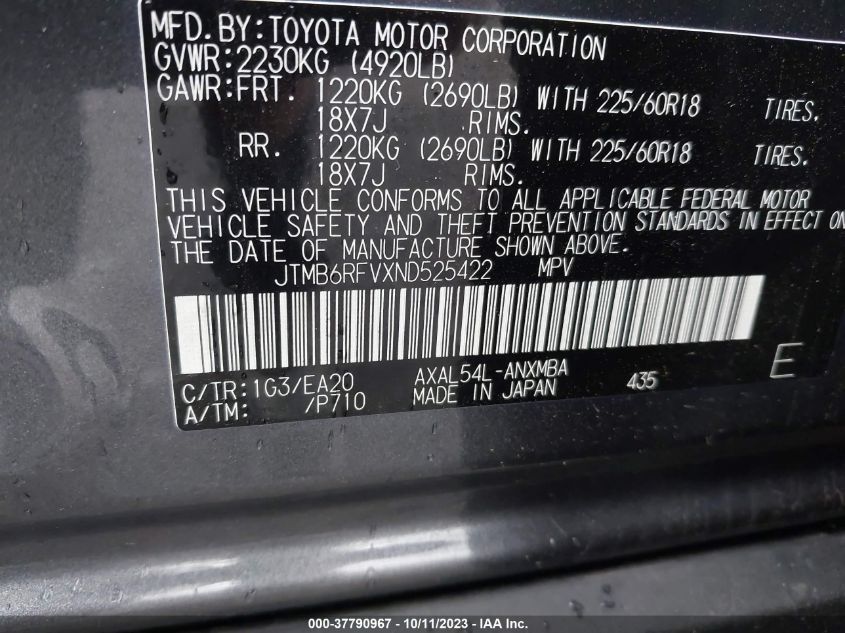 MFD. BY: TOYOTA MOTOR CORPORATION
GVWR: 2230KG (4920LB)
GAWR: FRT. 1220KG (2690LB) WITH 225/60R18 TIRES.
18X7J RIMS.
RR. 1220KG (2690LB) WITH 225/60R18 TIRES.
18X7J RIMS.
THIS VEHICLE CONFORMS TO ALL APPLICABLE FEDERAL MOTOR
VEHICLE SAFETY AND THEFT PREVENTION STANDARDS IN EFFECT ON
THE DATE OF MANUFACTURE SHOWN ABOVE.
JTMB6RFVXND525422 MPV
C/TR: 1G3/EA20 AXAL54L-ANXMBA 435 E
A/TM: /P710 MADE IN JAPAN
000-37790967 - 10/11/2023 - IAA Inc.